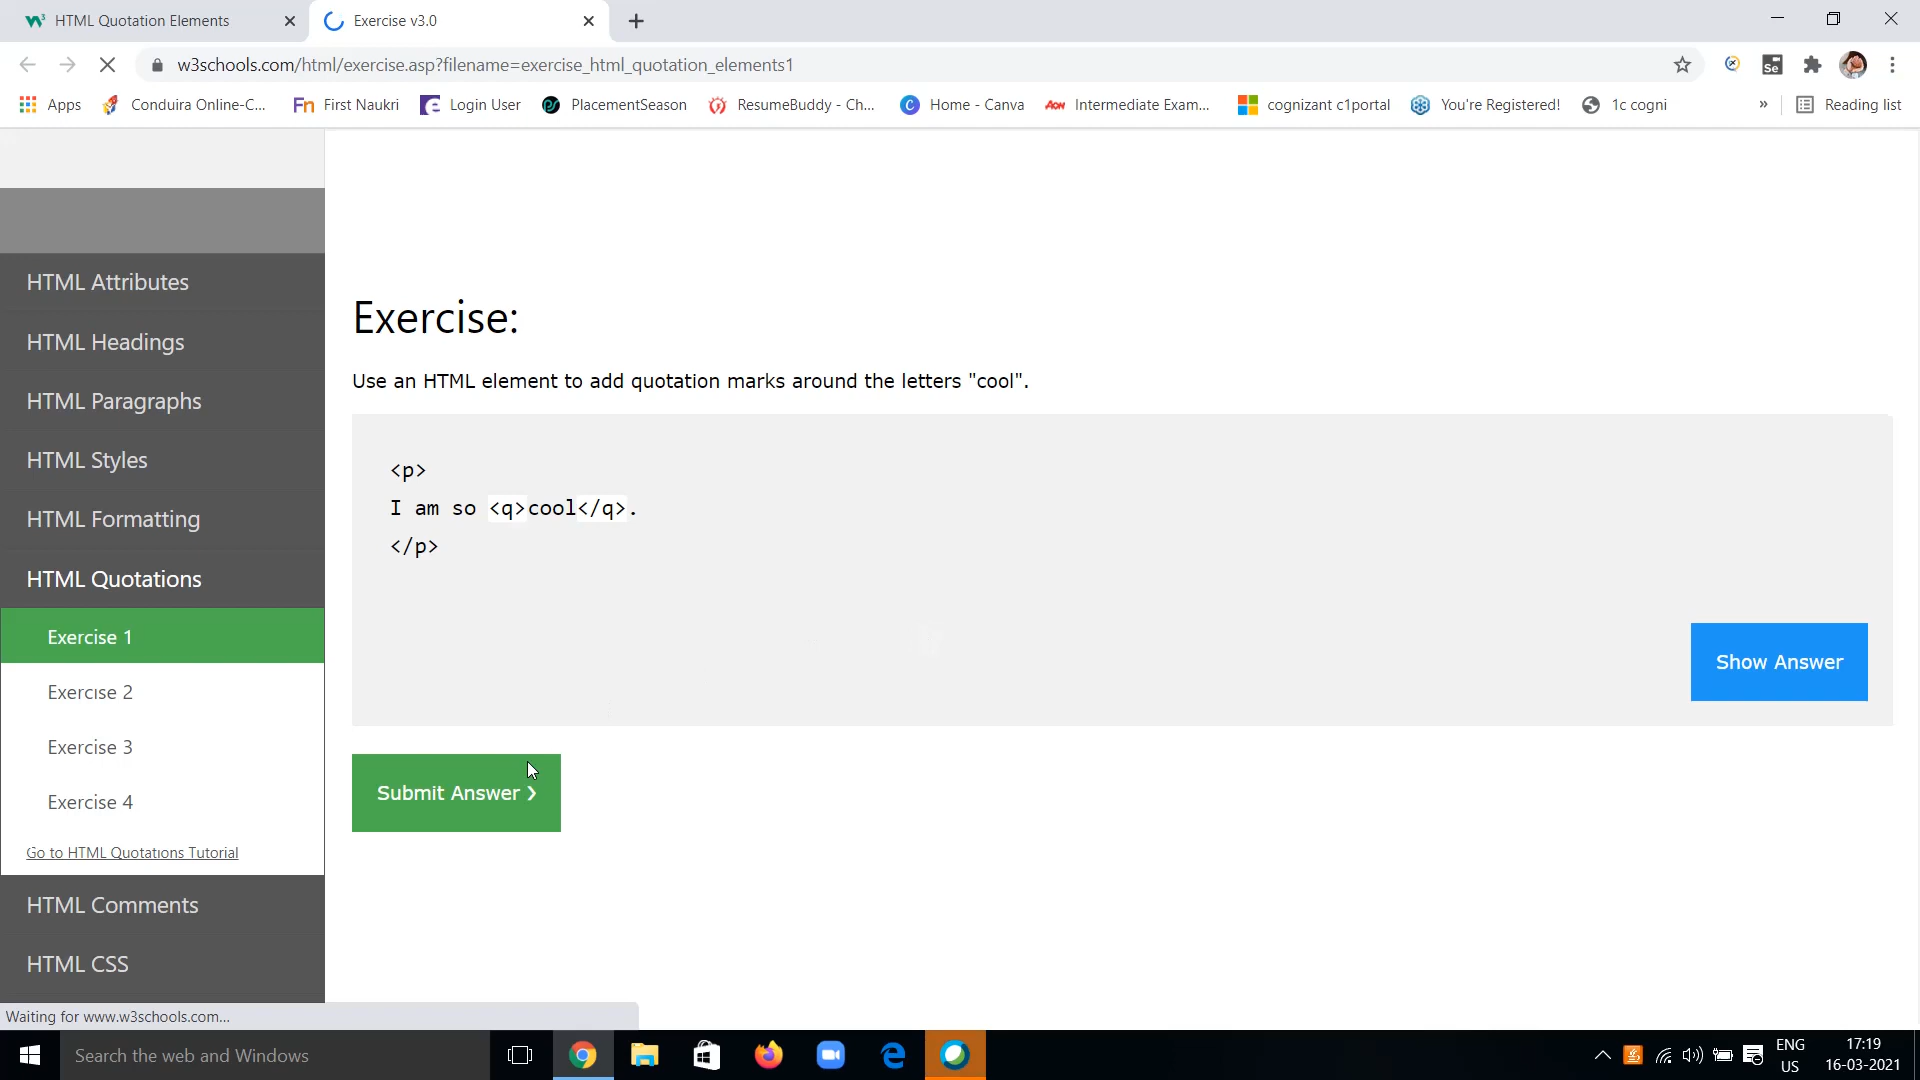 HTML Quotation Elements
Exercise v3.0
w3schools.com/html/exercise.asp?filename=exercise_html_quotation_elements1
Se
Apps
Conduira Online-C...
Fn First Naukri
Login User
PlacementSeason
ResumeBuddy - Ch...
C Home - Canva
AON Intermediate Exam...
cognizant c1portal
You're Registered!
1c cogni
»
Reading list
HTML Attributes
HTML Headings
HTML Paragraphs
HTML Styles
HTML Formatting
HTML Quotations
Exercise 1
Exercise 2
Exercise 3
Exercise 4
Go to HTML Quotations Tutorial
HTML Comments
HTML CSS
Exercise:
Use an HTML element to add quotation marks around the letters "cool".
<p>
I am so <q>cool</q>.
</p>
Show Answer
Submit Answer ❯
Waiting for www.w3schools.com...
Search the web and Windows
ENG
US
17:19
16-03-2021